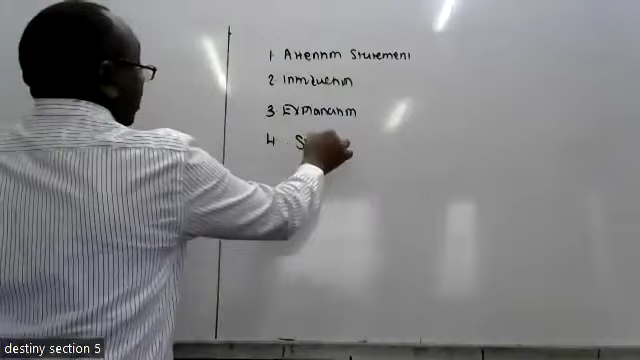 1. Attention Statement
2. Introduction
3. Explanation
4. S
destiny section 5